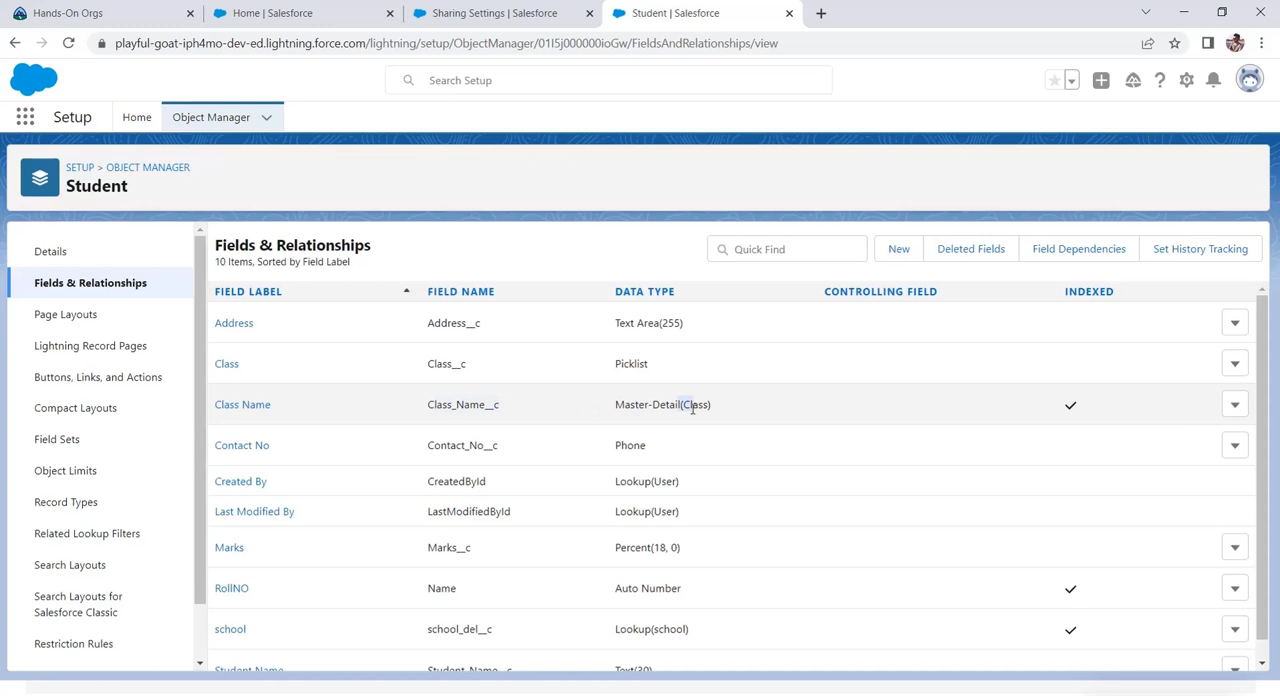 Hands-On Orgs
Home | Salesforce
Sharing Settings | Salesforce
Student | Salesforce
playful-goat-iph4mo-dev-ed.lightning.force.com/lightning/setup/ObjectManager/01I5j000000ioGw/FieldsAndRelationships/view
Search Setup
Setup
Home
Object Manager
SETUP > OBJECT MANAGER
Student
Details
Fields & Relationships
Page Layouts
Lightning Record Pages
Buttons, Links, and Actions
Compact Layouts
Field Sets
Object Limits
Record Types
Related Lookup Filters
Search Layouts
Search Layouts for
Salesforce Classic
Restriction Rules
Fields & Relationships
10 Items, Sorted by Field Label
Quick Find
New
Deleted Fields
Field Dependencies
Set History Tracking
FIELD LABEL FIELD NAME DATA TYPE CONTROLLING FIELD INDEXED
Address Address__c Text Area(255)
Class Class__c Picklist
Class Name Class_Name__c Master-Detail(Class)
Contact No Contact_No__c Phone
Created By CreatedById Lookup(User)
Last Modified By LastModifiedById Lookup(User)
Marks Marks__c Percent(18, 0)
RollNO Name Auto Number
school school_del__c Lookup(school)
Student Name Student_Name__c Text(30)